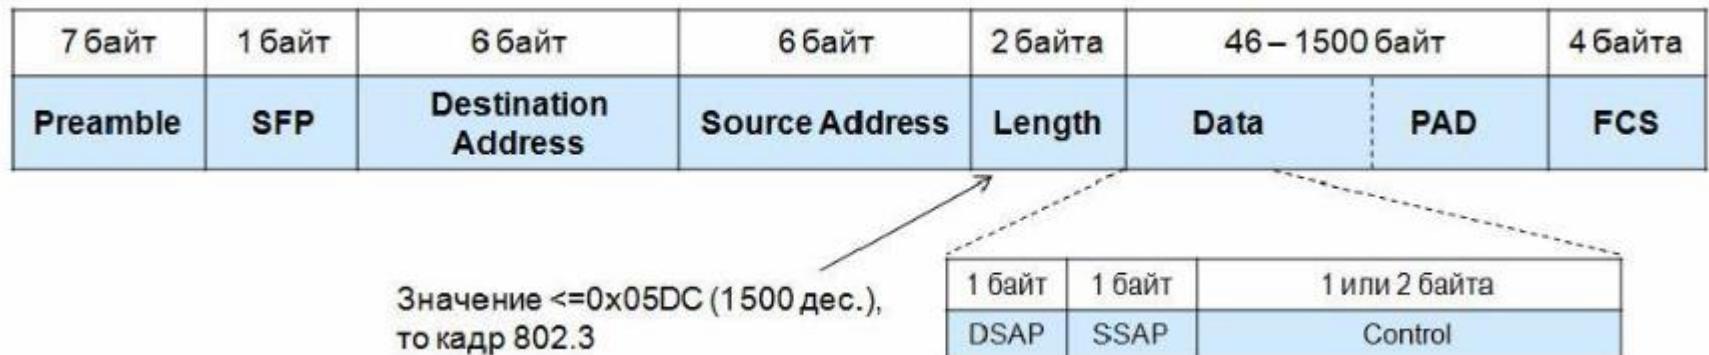 7 байт 1 байт 6 байт 6 байт 2 байта 46 – 1500 байт 4 байта
Preamble SFP Destination Address Source Address Length Data PAD FCS
Значение <=0x05DC (1500 дес.),
то кадр 802.3
1 байт 1 байт 1 или 2 байта
DSAP SSAP Control